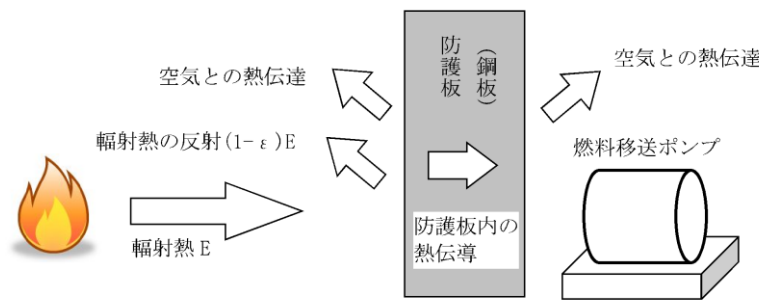 空気との熱伝達
輻射熱の反射(1-ε)E
輻射熱 E
防護板
(鋼板)
防護板内の
熱伝導
空気との熱伝達
燃料移送ポンプ